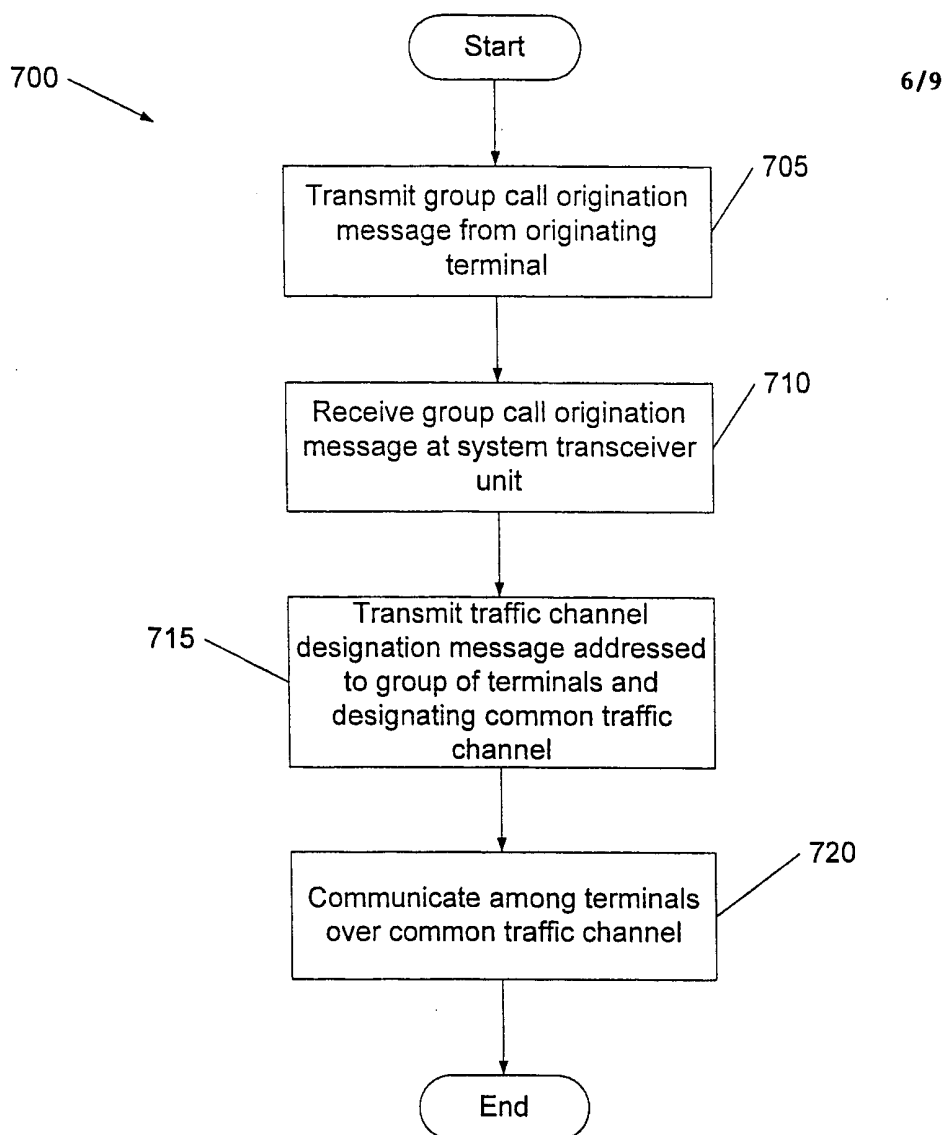 Start
700
6/9
705
Transmit group call origination
message from originating
terminal
710
Receive group call origination
message at system transceiver
unit
715
Transmit traffic channel
designation message addressed
to group of terminals and
designating common traffic
channel
720
Communicate among terminals
over common traffic channel
End